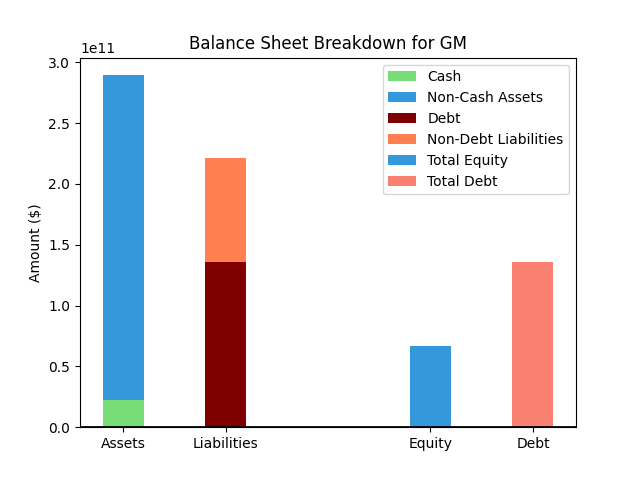 Balance Sheet Breakdown for GM
1e11
3.0
2.5
2.0
1.5
1.0
0.5
0.0
Amount ($)
Cash
Non-Cash Assets
Debt
Non-Debt Liabilities
Total Equity
Total Debt
Assets
Liabilities
Equity
Debt